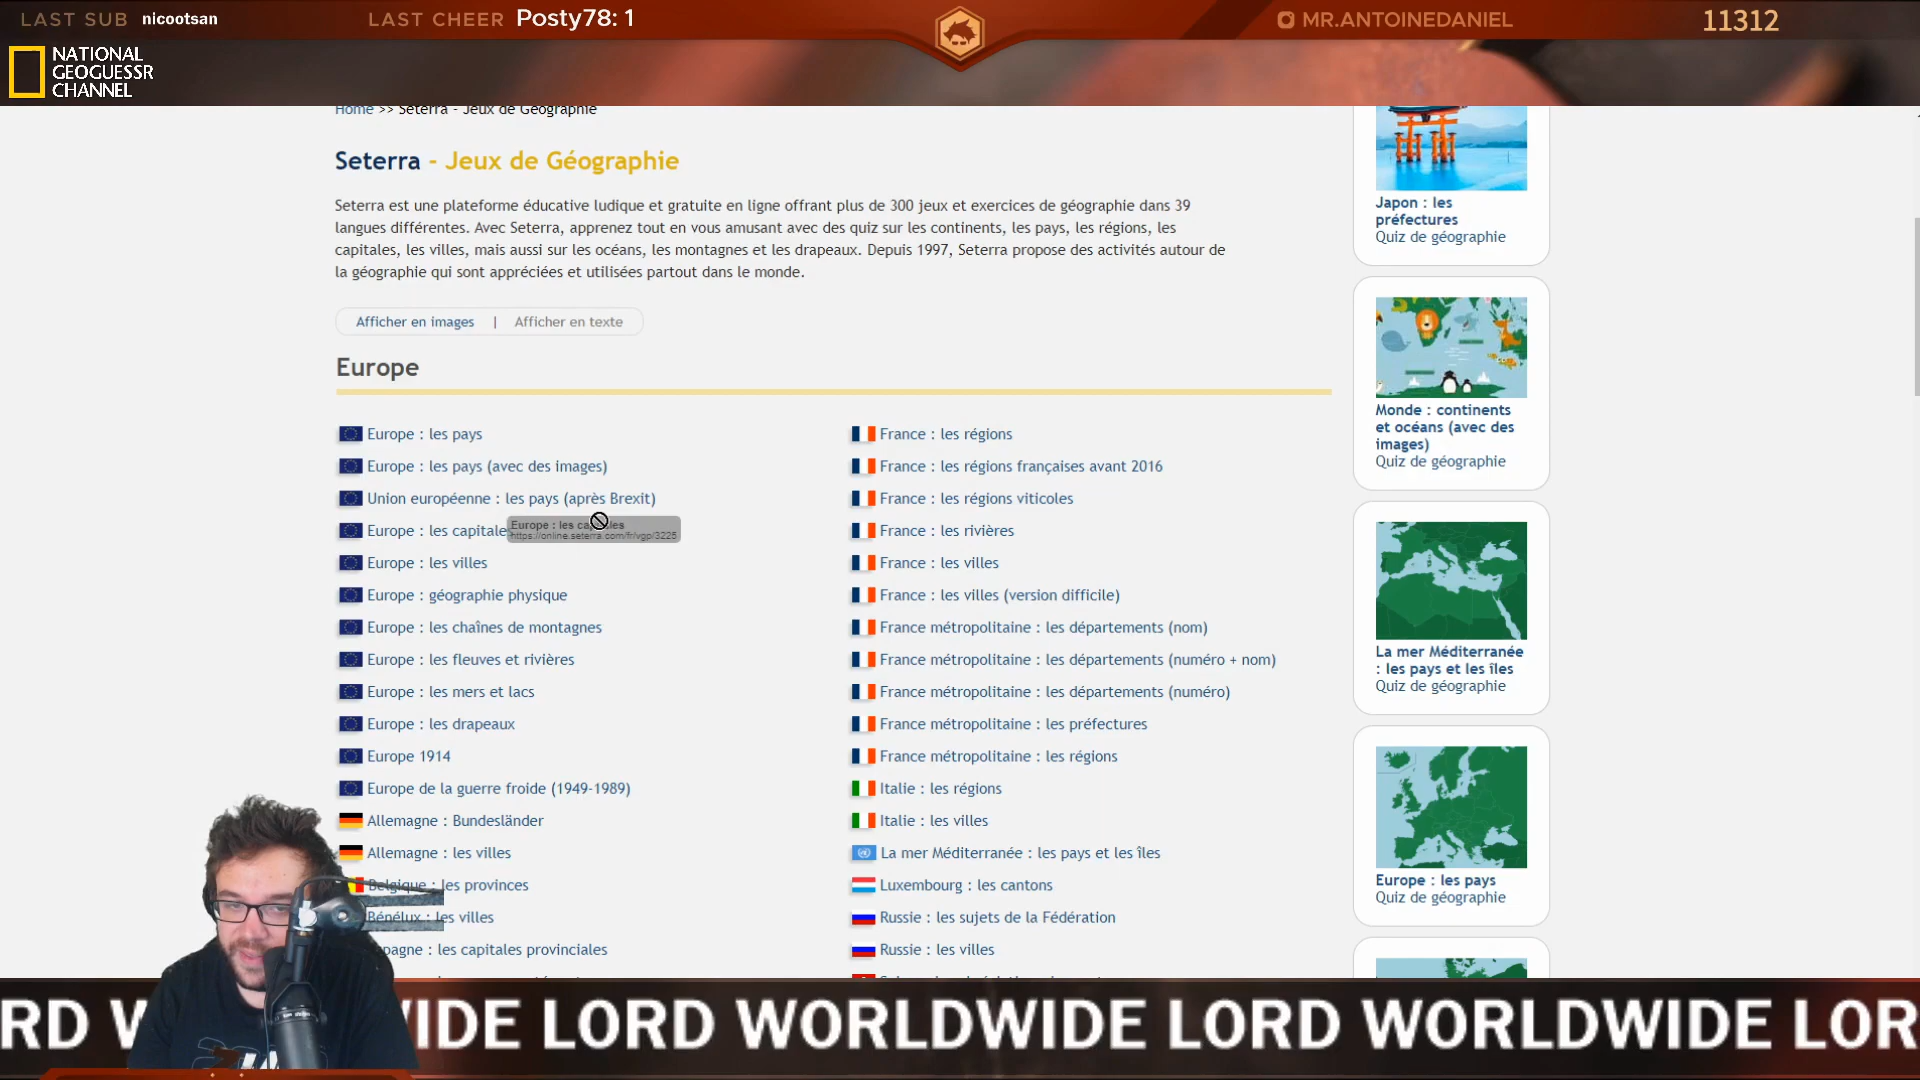 LAST SUB nicootsan
LAST CHEER Posty78: 1
MR.ANTOINEDANIEL
11312
NATIONAL
GEOGUESSR
CHANNEL
Home >> Seterra - Jeux de Géographie
Seterra - Jeux de Géographie
Seterra est une plateforme éducative ludique et gratuite en ligne offrant plus de 300 jeux et exercices de géographie dans 39
langues différentes. Avec Seterra, apprenez tout en vous amusant avec des quiz sur les continents, les pays, les régions, les
capitales, les villes, mais aussi sur les océans, les montagnes et les drapeaux. Depuis 1997, Seterra propose des activités autour de
la géographie qui sont appréciées et utilisées partout dans le monde.
Afficher en images | Afficher en texte
Europe
Europe : les pays
Europe : les pays (avec des images)
Union européenne : les pays (après Brexit)
Europe : les capitale
Europe : les capitales
https://online.seterra.com/fr/vgp/3225
Europe : les villes
Europe : géographie physique
Europe : les chaînes de montagnes
Europe : les fleuves et rivières
Europe : les mers et lacs
Europe : les drapeaux
Europe 1914
Europe de la guerre froide (1949-1989)
Allemagne : Bundesländer
Allemagne : les villes
Belgique : les provinces
Bénélux : les villes
pagne : les capitales provinciales
France : les régions
France : les régions françaises avant 2016
France : les régions viticoles
France : les rivières
France : les villes
France : les villes (version difficile)
France métropolitaine : les départements (nom)
France métropolitaine : les départements (numéro + nom)
France métropolitaine : les départements (numéro)
France métropolitaine : les préfectures
France métropolitaine : les régions
Italie : les régions
Italie : les villes
La mer Méditerranée : les pays et les îles
Luxembourg : les cantons
Russie : les sujets de la Fédération
Russie : les villes
Japon : les
préfectures
Quiz de géographie
Monde : continents
et océans (avec des
images)
Quiz de géographie
La mer Méditerranée
: les pays et les îles
Quiz de géographie
Europe : les pays
Quiz de géographie
RD W IDE LORD WORLDWIDE LORD WORLDWIDE LOR